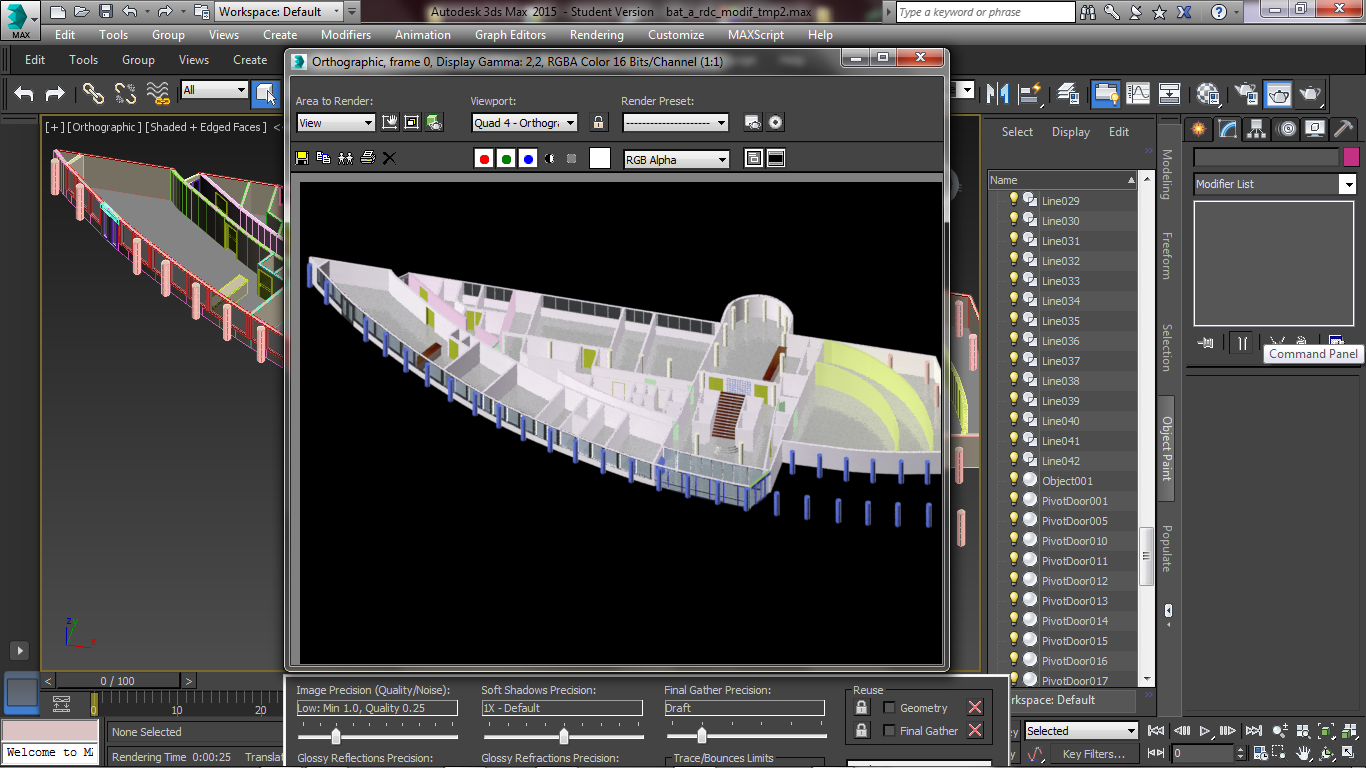 Workspace: Default
Autodesk 3ds Max 2015 - Student Version bat_a_rdc_modif_tmp2.max
Type a keyword or phrase
MAX
Edit Tools Group Views Create Modifiers Animation Graph Editors Rendering Customize MAXScript Help
Edit Tools Group Views Create
Orthographic, frame 0, Display Gamma: 2,2, RGBA Color 16 Bits/Channel (1:1)
All
Area to Render:
Viewport:
Render Preset:
View
Quad 4 - Orthogra
RGB Alpha
[+] [Orthographic] [Shaded + Edged Faces]
Select Display Edit
Name
Line029
Line030
Line031
Line032
Line033
Line034
Line035
Line036
Line037
Line038
Line039
Line040
Line041
Line042
Object001
PivotDoor001
PivotDoor005
PivotDoor010
PivotDoor011
PivotDoor012
PivotDoor013
PivotDoor014
PivotDoor015
PivotDoor016
PivotDoor017
rkspace: Default
Modeling
Freeform
Selection
Object Paint
Populate
Modifier List
Command Panel
z
x
0 / 100
0 10 20
None Selected
Welcome to MA
Rendering Time 0:00:25 Translat
Image Precision (Quality/Noise):
Low: Min 1.0, Quality 0.25
Soft Shadows Precision:
1X - Default
Final Gather Precision:
Draft
Reuse
Geometry
Final Gather
Glossy Reflections Precision:
Glossy Refractions Precision:
Trace/Bounces Limits
Selected
Key Filters...
0